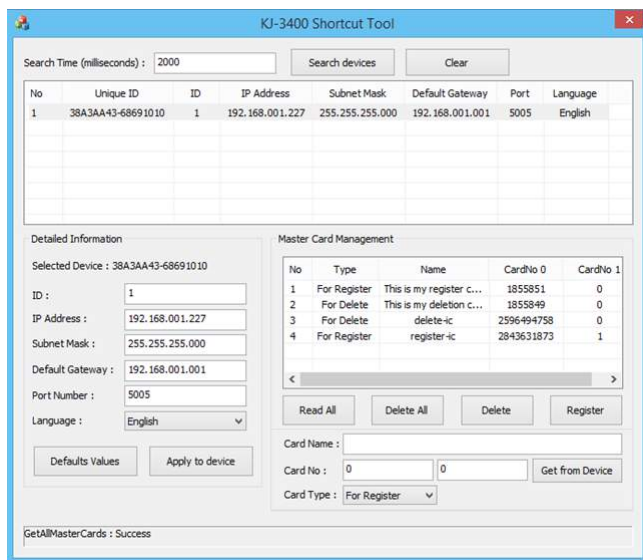 KJ-3400 Shortcut Tool
Search Time (milliseconds) : 2000 Search devices Clear
No Unique ID ID IP Address Subnet Mask Default Gateway Port Language
1 38A3AA43-68691010 1 192.168.001.227 255.255.255.000 192.168.001.001 5005 English
Detailed Information
Selected Device : 38A3AA43-68691010
ID : 1
IP Address : 192.168.001.227
Subnet Mask : 255.255.255.000
Default Gateway : 192.168.001.001
Port Number : 5005
Language : English
Defaults Values Apply to device
Master Card Management
No Type Name CardNo 0 CardNo 1
1 For Register This is my register c... 1855851 0
2 For Delete This is my deletion c... 1855849 0
3 For Delete delete-ic 2596494758 0
4 For Register register-ic 2843631873 1
Read All Delete All Delete Register
Card Name :
Card No : 0 0 Get from Device
Card Type : For Register
GetAllMasterCards : Success